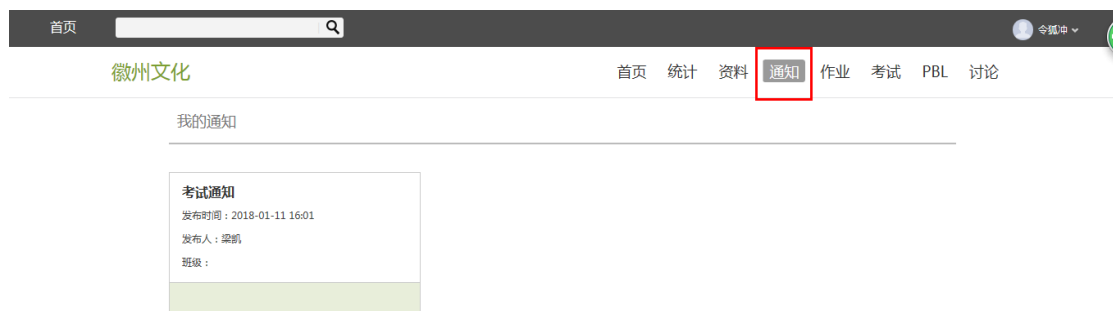 首页 令狐冲
徽州文化 首页 统计 资料 通知 作业 考试 PBL 讨论
我的通知
考试通知
发布时间：2018-01-11 16:01
发布人：梁凯
班级：